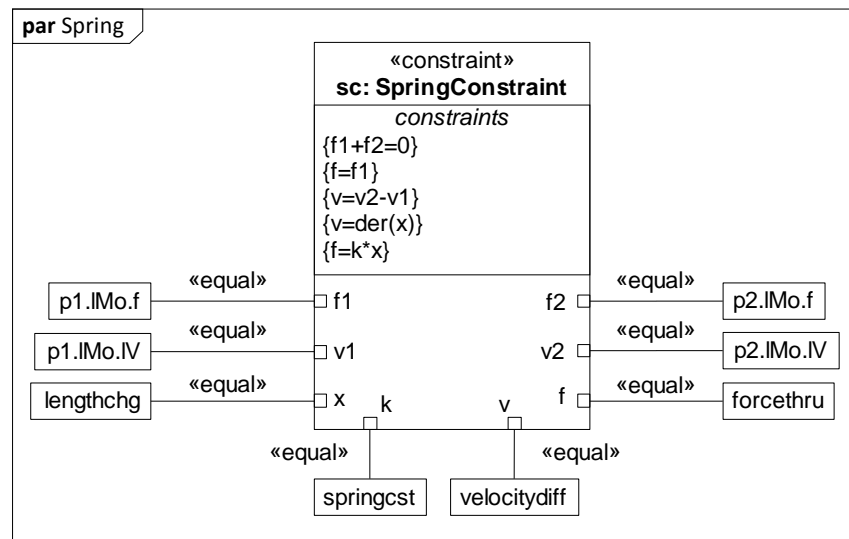 par Spring
«constraint»
sc: SpringConstraint
constraints
{f1+f2=0}
{f=f1}
{v=v2-v1}
{v=der(x)}
{f=k*x}
p1.lMo.f «equal» f1 f2 «equal» p2.lMo.f
p1.lMo.lV «equal» v1 v2 «equal» p2.lMo.lV
lengthchg «equal» x f «equal» forcethru
k v
«equal» «equal»
springcst velocitydiff